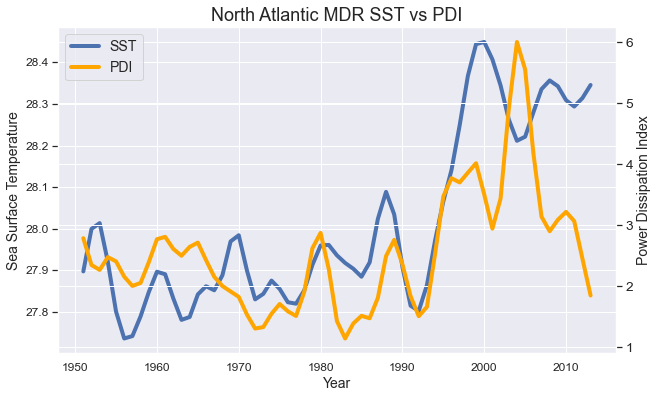 North Atlantic MDR SST vs PDI
SST
PDI
28.4
28.3
28.2
28.1
28.0
27.9
27.8
Sea Surface Temperature
6
5
4
3
2
1
Power Dissipation Index
1950 1960 1970 1980 1990 2000 2010
Year